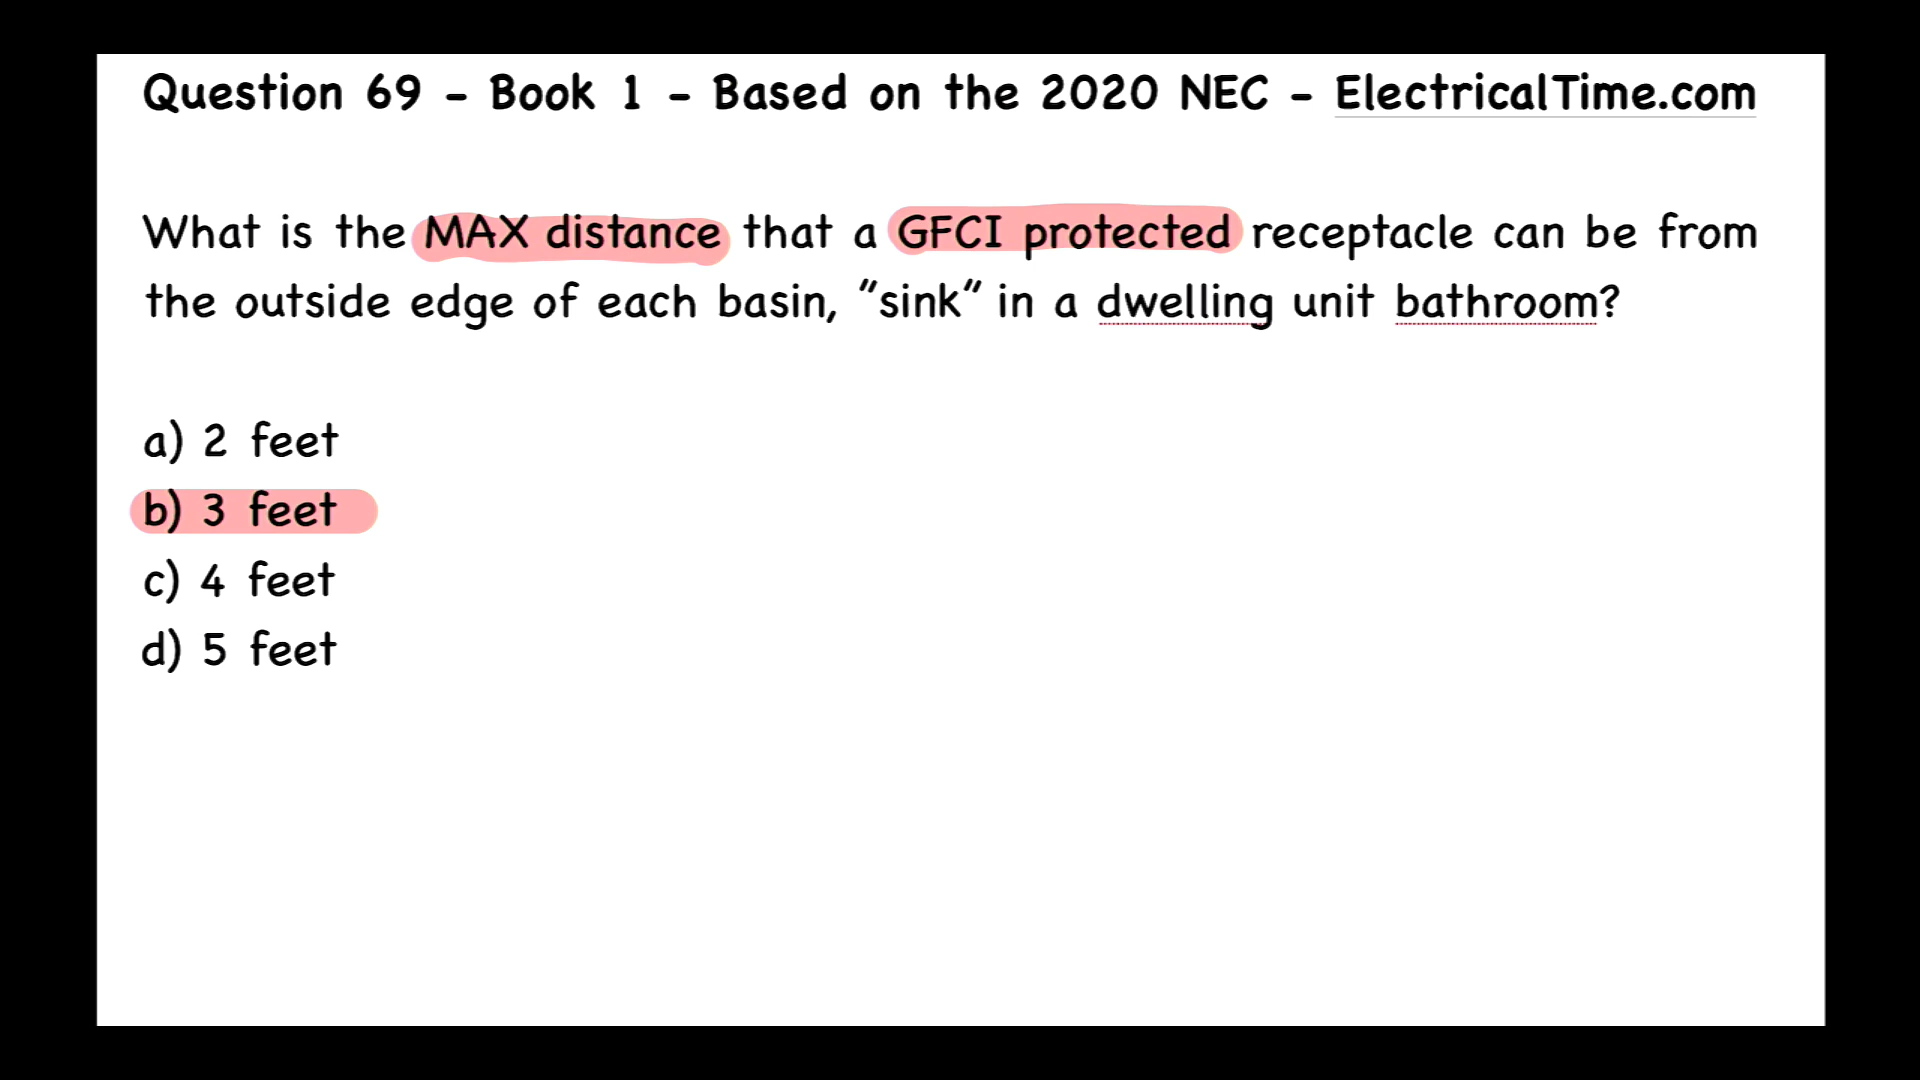 Question 69 - Book 1 - Based on the 2020 NEC - ElectricalTime.com
What is the MAX distance that a GFCI protected receptacle can be from
the outside edge of each basin, "sink" in a dwelling unit bathroom?
a) 2 feet
b) 3 feet
c) 4 feet
d) 5 feet